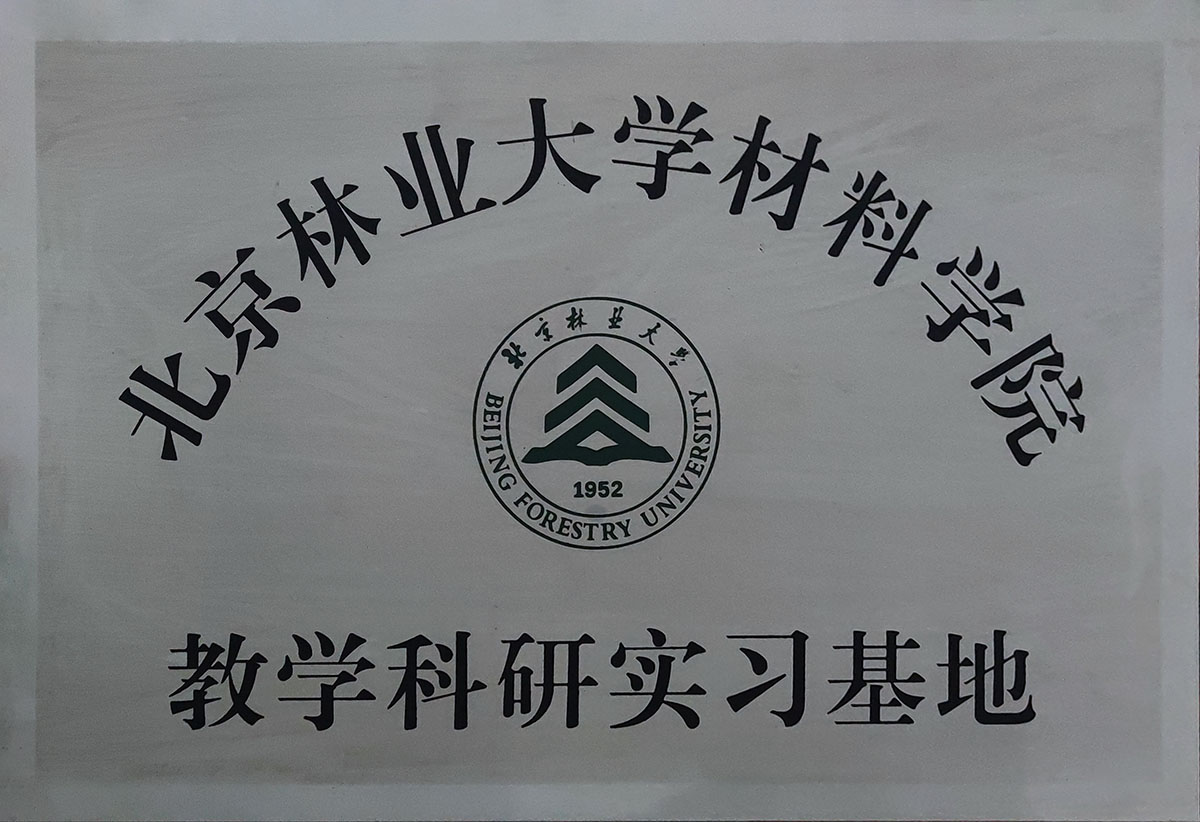 北京林业大学材料科学院
北京林业大学
1952
BEIJING FORESTRY UNIVERSITY
教学科研实习基地